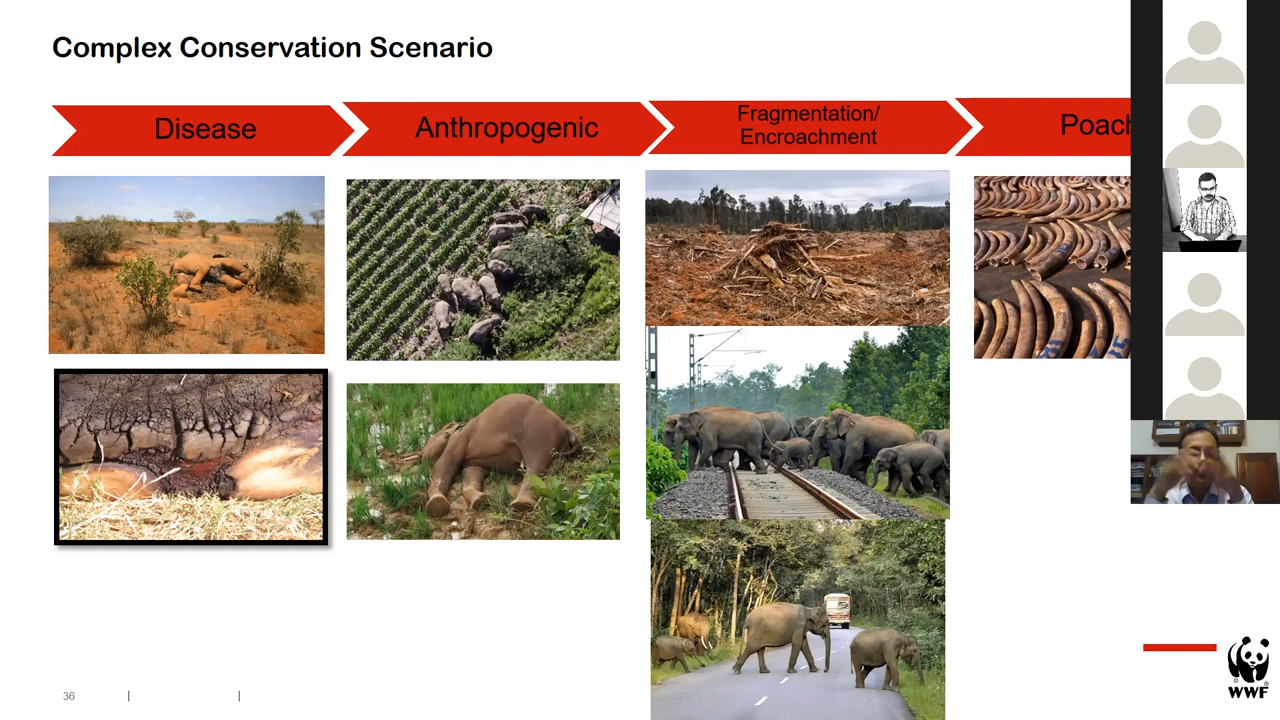 Complex Conservation Scenario
Disease
Anthropogenic
Fragmentation/
Encroachment
Poach
36 | |
WWF